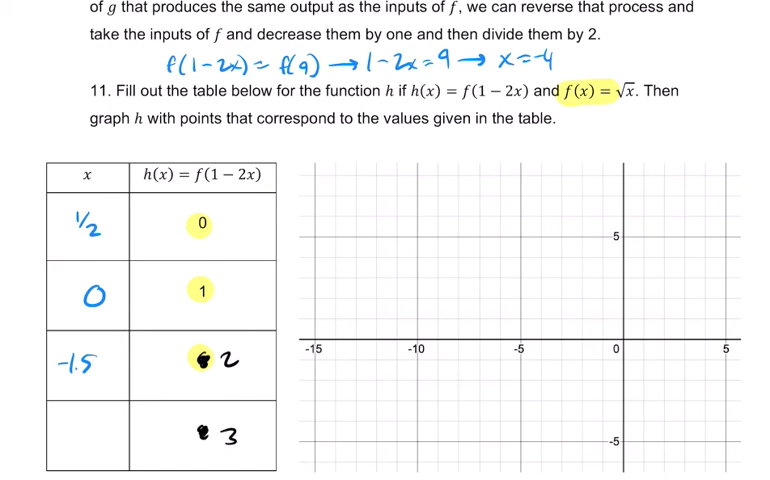 of g that produces the same output as the inputs of f, we can reverse that process and
take the inputs of f and decrease them by one and then divide them by 2.
f(1-2x) = f(9) → 1-2x=9 → x=-4
11. Fill out the table below for the function h if h(x) = f(1 − 2x) and f(x) = √x. Then
graph h with points that correspond to the values given in the table.
x h(x) = f(1 − 2x)
1/2 0
0 1
-1.5 2
3
5
-15 -10 -5 0 5
-5